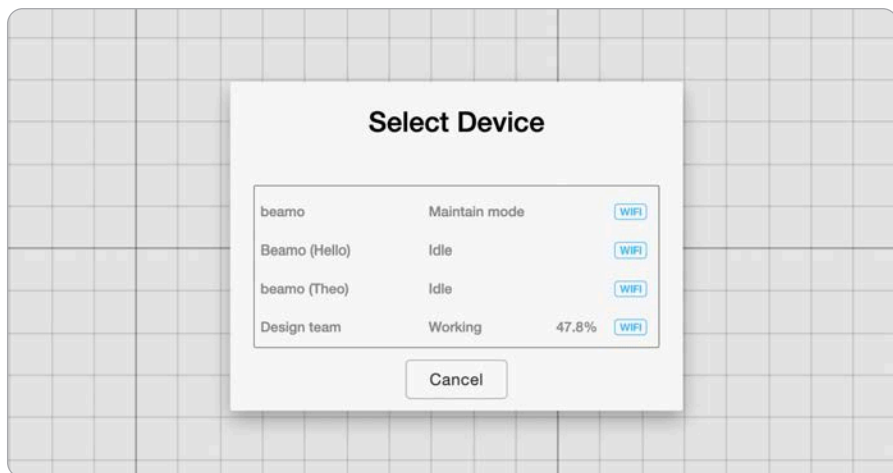 Select Device
beamo Maintain mode WIFI
Beamo (Hello) Idle WIFI
beamo (Theo) Idle WIFI
Design team Working 47.8% WIFI
Cancel